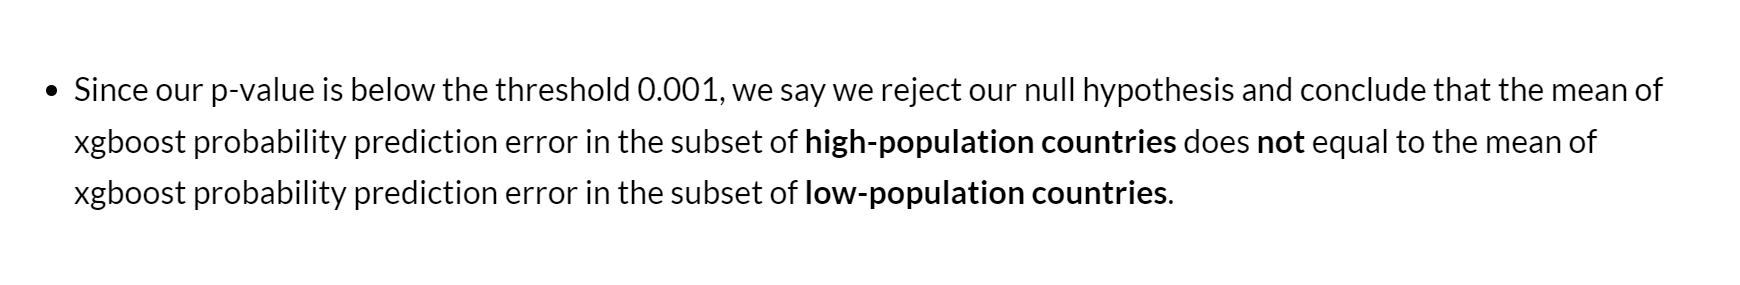 • Since our p-value is below the threshold 0.001, we say we reject our null hypothesis and conclude that the mean of
xgboost probability prediction error in the subset of high-population countries does not equal to the mean of
xgboost probability prediction error in the subset of low-population countries.